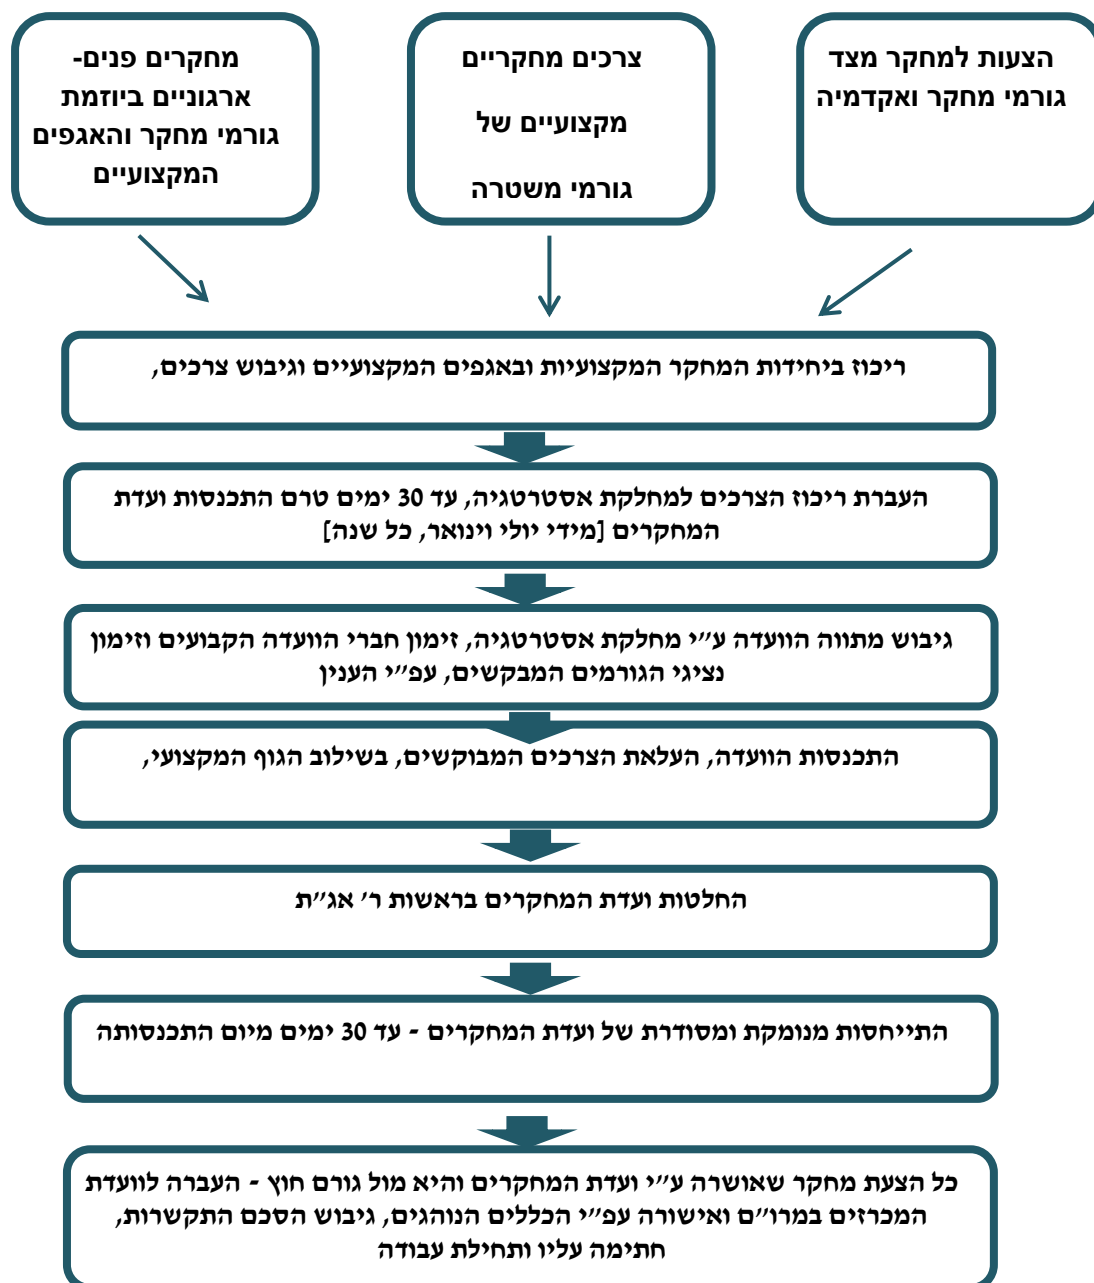 הצעות למחקר מצד
גורמי מחקר ואקדמיה
צרכים מחקריים
מקצועיים של
גורמי משטרה
מחקרים פנים-
ארגוניים ביוזמת
גורמי מחקר והאגפים
המקצועיים
ריכוז ביחידות המחקר המקצועיות ובאגפים המקצועיים וגיבוש צרכים,
העברת ריכוז הצרכים למחלקת אסטרטגיה, עד 30 ימים טרם התכנסות ועדת
המחקרים [מידי יולי וינואר, כל שנה]
גיבוש מתווה הוועדה ע"י מחלקת אסטרטגיה, זימון חברי הוועדה הקבועים וזימון
נציגי הגורמים המבקשים, עפ"י הענין
התכנסות הוועדה, העלאת הצרכים המבוקשים, בשילוב הגוף המקצועי,
החלטות ועדת המחקרים בראשות ר' אג"ת
התייחסות מנומקת ומסודרת של ועדת המחקרים - עד 30 ימים מיום התכנסותה
כל הצעת מחקר שאושרה ע"י ועדת המחקרים והיא מול גורם חוץ - העברה לוועדת
המכרזים במרו"ם ואישורה עפ"י הכללים הנוהגים, גיבוש הסכם התקשרות,
חתימה עליו ותחילת עבודה